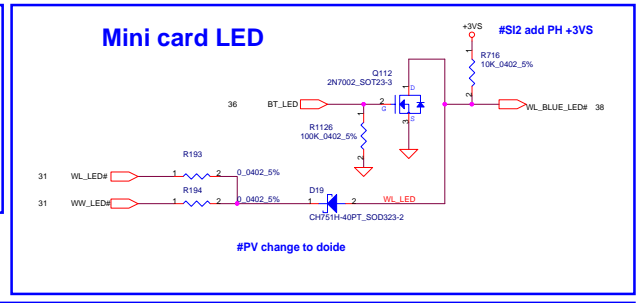 Mini card LED
+3VS
#SI2 add PH +3VS
1
R716
10K_0402_5%
2
Q112
2N7002_SOT23-3
1 D
36 BT_LED 2 G
3 S
WL_BLUE_LED# 38
1
R1126
100K_0402_5%
2
R193
31 WL_LED# 1 2 0_0402_5%
R194
31 WW_LED# 1 2 0_0402_5%
D19
1 2 WL_LED
CH751H-40PT_SOD323-2
#PV change to doide